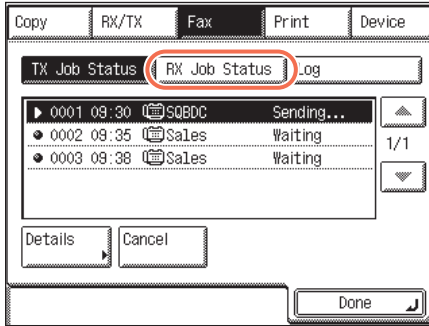 Copy RX/TX Fax Print Device
TX Job Status RX Job Status Log
0001 09:30 SQBDC Sending...
0002 09:35 Sales Waiting
0003 09:38 Sales Waiting
1/1
Details Cancel
Done